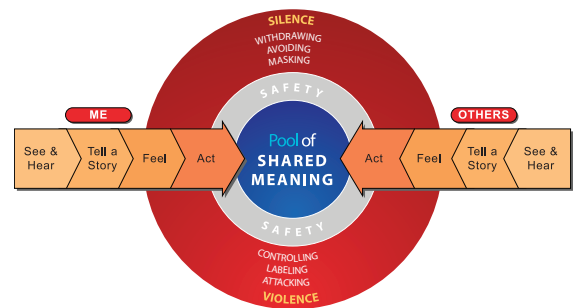 SILENCE
WITHDRAWING
AVOIDING
MASKING
SAFETY
ME
OTHERS
See &
Hear
Tell a
Story
Feel
Act
Pool of
SHARED
MEANING
Act
Feel
Tell a
Story
See &
Hear
SAFETY
CONTROLLING
LABELING
ATTACKING
VIOLENCE